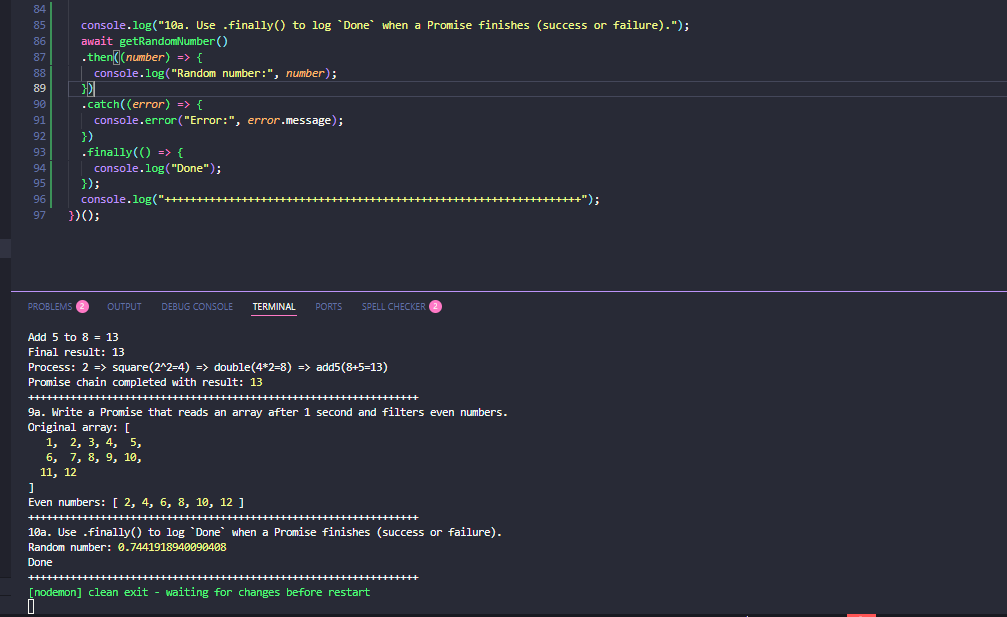 84
85 console.log("10a. Use .finally() to log `Done` when a Promise finishes (success or failure).");
86 await getRandomNumber()
87 .then((number) => {
88 console.log("Random number:", number);
89 })
90 .catch((error) => {
91 console.error("Error:", error.message);
92 })
93 .finally(() => {
94 console.log("Done");
95 });
96 console.log("+++++++++++++++++++++++++++++++++++++++++++++++++++++++++++++++++");
97 })();
PROBLEMS 2 OUTPUT DEBUG CONSOLE TERMINAL PORTS SPELL CHECKER 2
Add 5 to 8 = 13
Final result: 13
Process: 2 => square(2^2=4) => double(4*2=8) => add5(8+5=13)
Promise chain completed with result: 13
+++++++++++++++++++++++++++++++++++++++++++++++++++++++++++++++++
9a. Write a Promise that reads an array after 1 second and filters even numbers.
Original array: [
1, 2, 3, 4, 5,
6, 7, 8, 9, 10,
11, 12
]
Even numbers: [ 2, 4, 6, 8, 10, 12 ]
+++++++++++++++++++++++++++++++++++++++++++++++++++++++++++++++++
10a. Use .finally() to log `Done` when a Promise finishes (success or failure).
Random number: 0.7441918940090408
Done
+++++++++++++++++++++++++++++++++++++++++++++++++++++++++++++++++
[nodemon] clean exit - waiting for changes before restart